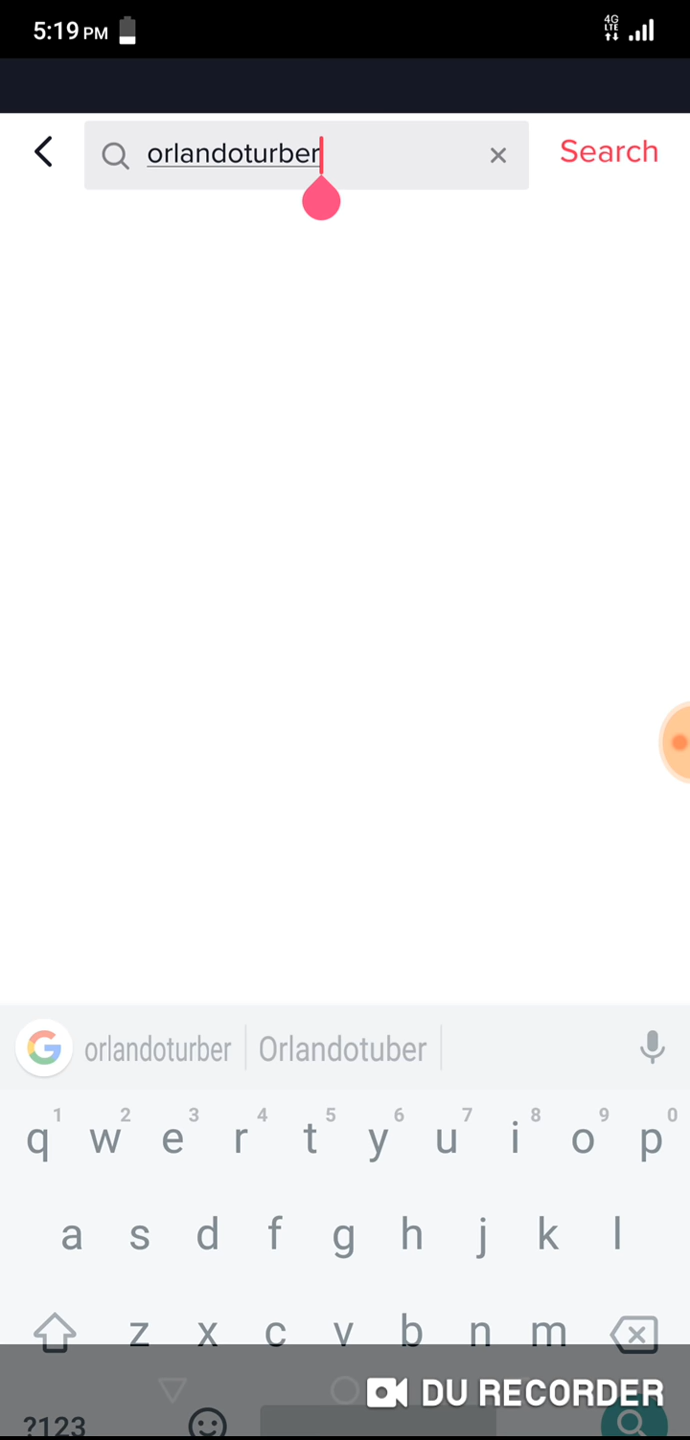 5:19 PM
4G
LTE
orlandoturber
Search
orlandoturber Orlandotuber
1 2 3 4 5 6 7 8 9 0
q w e r t y u i o p
a s d f g h j k l
z x c v b n m
DU RECORDER
?123